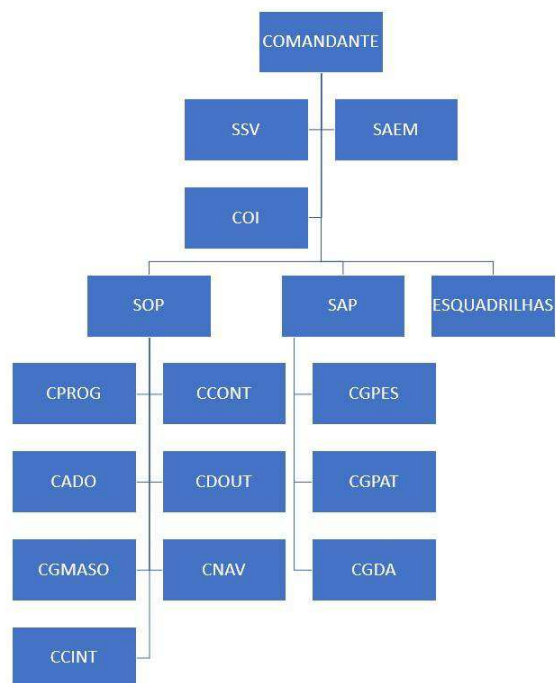 COMANDANTE
SSV
SAEM
COI
SOP
SAP
ESQUADRILHAS
CPROG
CCONT
CGPES
CADO
CDOUT
CGPAT
CGMASO
CNAV
CGDA
CCINT